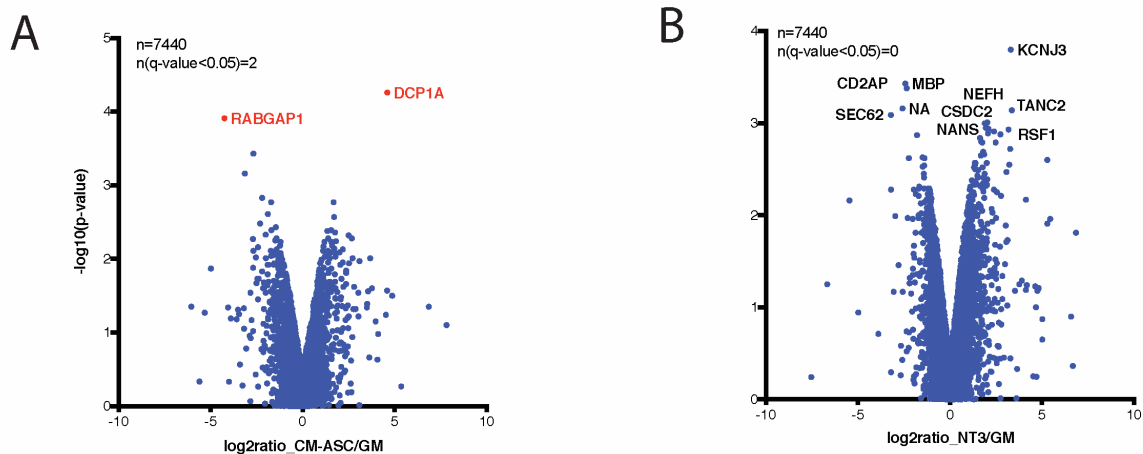 A
n=7440
n(q-value<0.05)=2
5
4
3
2
1
0
-log10(p-value)
DCP1A
RABGAP1
-10
-5
0
5
10
log2ratio_CM-ASC/GM
B
n=7440
n(q-value<0.05)=0
4
3
2
1
0
KCNJ3
CD2AP
MBP
NEFH
NA
CSDC2
TANC2
SEC62
NANS
RSF1
-10
-5
0
5
10
log2ratio_NT3/GM